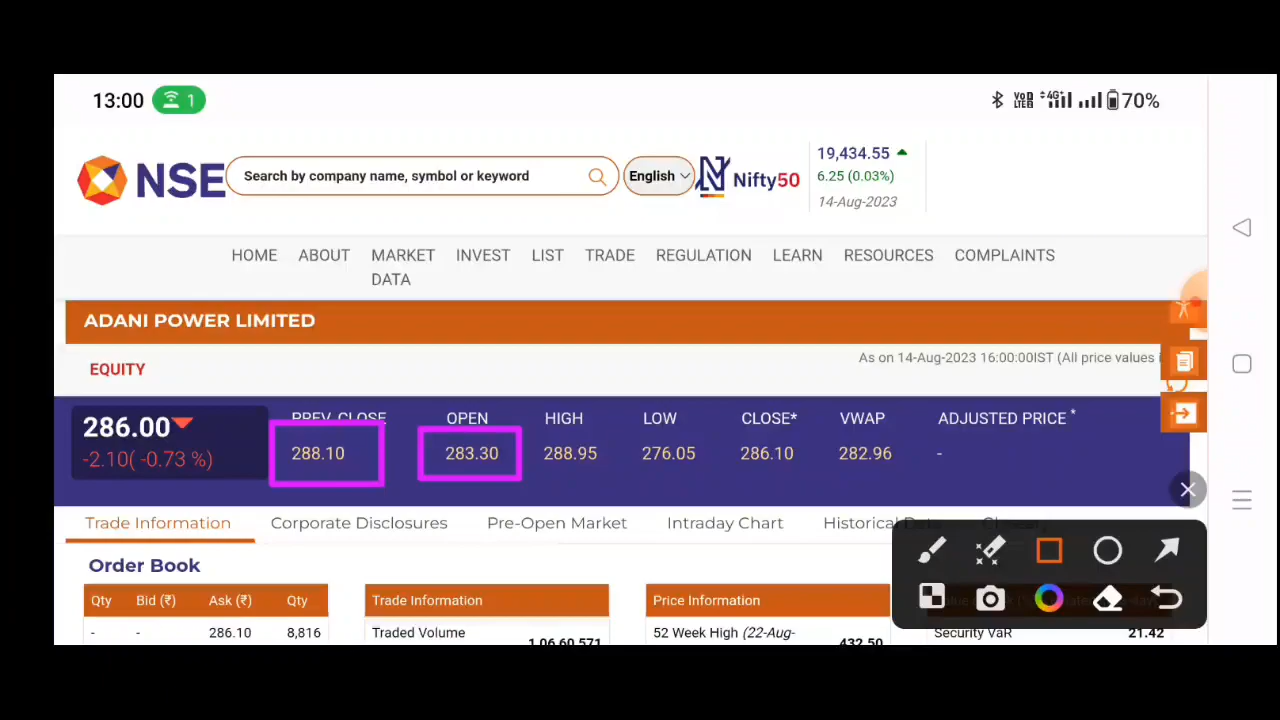 13:00 1 70%
NSE Search by company name, symbol or keyword English Nifty50 19,434.55
6.25 (0.03%)
14-Aug-2023
HOME ABOUT MARKET DATA INVEST LIST TRADE REGULATION LEARN RESOURCES COMPLAINTS
ADANI POWER LIMITED
EQUITY As on 14-Aug-2023 16:00:00IST (All price values
286.00 PREV. CLOSE OPEN HIGH LOW CLOSE* VWAP ADJUSTED PRICE *
-2.10( -0.73 %) 288.10 283.30 288.95 276.05 286.10 282.96 -
Trade Information Corporate Disclosures Pre-Open Market Intraday Chart Historical
Order Book
Qty Bid (₹) Ask (₹) Qty Trade Information Price Information
- - 286.10 8,816 Traded Volume 1,06,60,571 52 Week High (22-Aug- 432.50 Security VaR 21.42